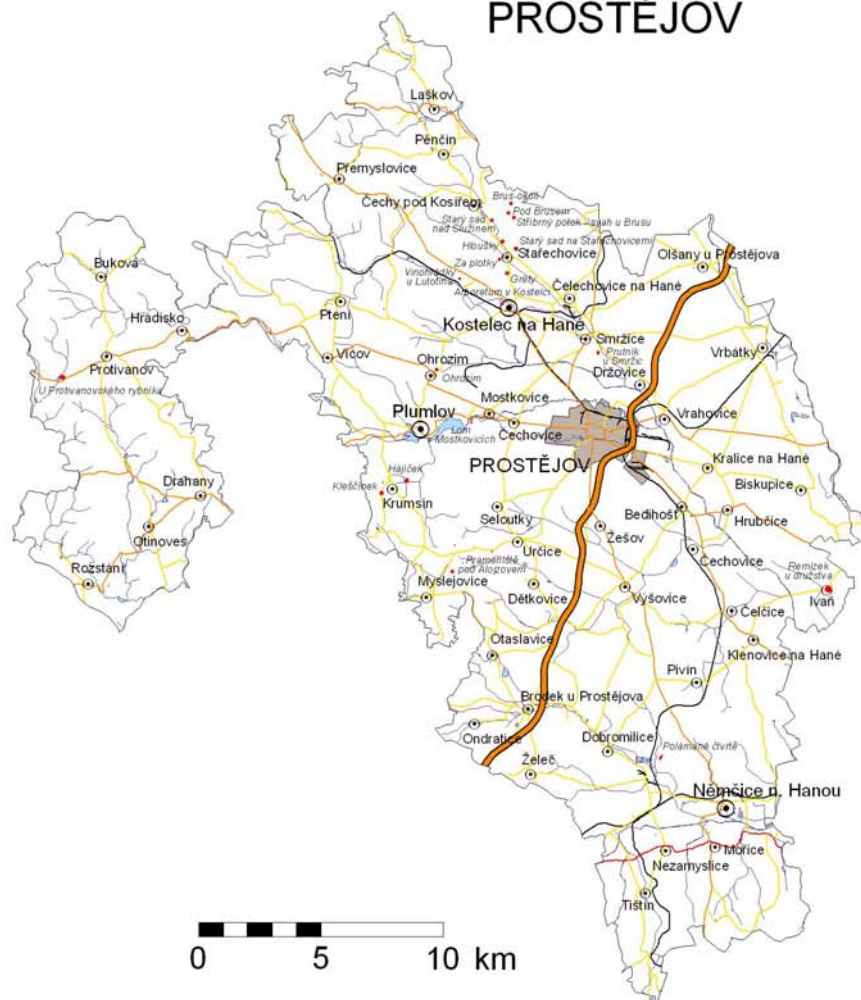 PROSTĚJOV
Laškov
Pěnčín
Přemyslovice
Brus-okolí
Čechy pod Kosířem
Pod Brusem
Stříbrný potok - svah u Brusu
Starý sad
nad Služínem
Hloušky
Starý sad na Stařechovicemi
Stařechovice
Za plotky
Vinohrádky
u Lutotína
Gréty
Arboretum v Kostelci
Olšany u Prostějova
Čelechovice na Hané
Buková
Ptení
Kostelec na Hané
Hradisko
Smržice
Prutník
u Smržic
Vrbátky
Vícov
Ohrozim
Ohrozim
Protivanov
U Protivanovského rybníka
Držovice
Mostkovice
Vrahovice
Plumlov
Lom
v Mostkovicích
Čechovice
PROSTĚJOV
Kralice na Hané
Hájíček
Kleščínek
Biskupice
Drahany
Krumsín
Seloutky
Bedihošť
Hrubčice
Otinoves
Žešov
Určice
Čechovice
Rozstání
Prameniště
pod Alojzovem
Remízek
u družstva
Myslejovice
Dětkovice
Výšovice
Ivaň
Čelčice
Otaslavice
Klenovice na Hané
Pivín
Brodek u Prostějova
Ondratice
Dobromilice
Polámané čtvrtě
Želeč
Němčice n. Hanou
Mořice
Nezamyslice
Tištín
0 5 10 km